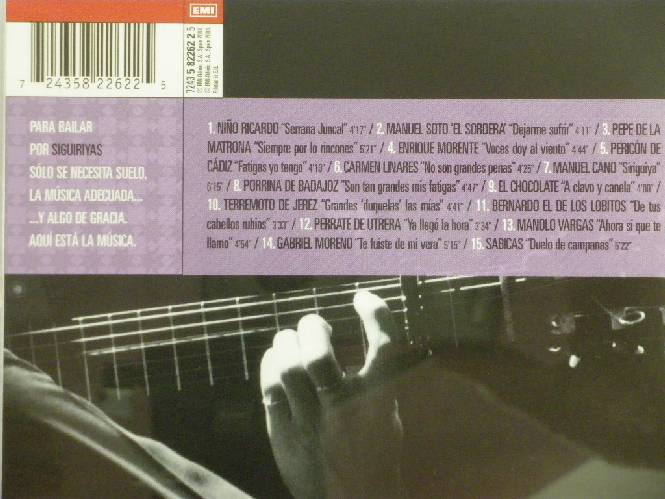 EMI
7243 5 82262 2 5
7 24358 22622 5
PARA BAILAR
POR SIGUIRIYAS
SÓLO SE NECESITA SUELO,
LA MÚSICA ADECUADA...
...Y ALGO DE GRACIA.
AQUÍ ESTÁ LA MÚSICA.
1. NIÑO RICARDO "Serrana Juncal" 4'17" / 2. MANUEL SOTO "EL SORDERA" "Dejarme sufrir" 4'11" / 3. PEPE DE LA
MATRONA "Siempre por lo rincones" 5'21" / 4. ENRIQUE MORENTE "Voces doy al viento" 4'44" / 5. PERICÓN DE
CÁDIZ "Fatigas yo tengo" 4'13" / 6. CARMEN LINARES "No son grandes penas" 4'25" / 7. MANUEL CANO "Siriguiya"
6'15" / 8. PORRINA DE BADAJOZ "Son tan grandes mis fatigas" 4'47" / 9. EL CHOCOLATE "A clavo y canela" 4'00" /
10. TERREMOTO DE JEREZ "Grandes 'duquelas' las mías" 4'41" / 11. BERNARDO EL DE LOS LOBITOS "De tus
cabellos rubios" 3'33" / 12. PERRATE DE UTRERA "Ya llegó la hora" 3'34" / 13. MANOLO VARGAS "Ahora si que te
llamo" 4'54" / 14. GABRIEL MORENO "Te fuiste de mi vera" 5'15" / 15. SABICAS "Duelo de campanas" 5'22"